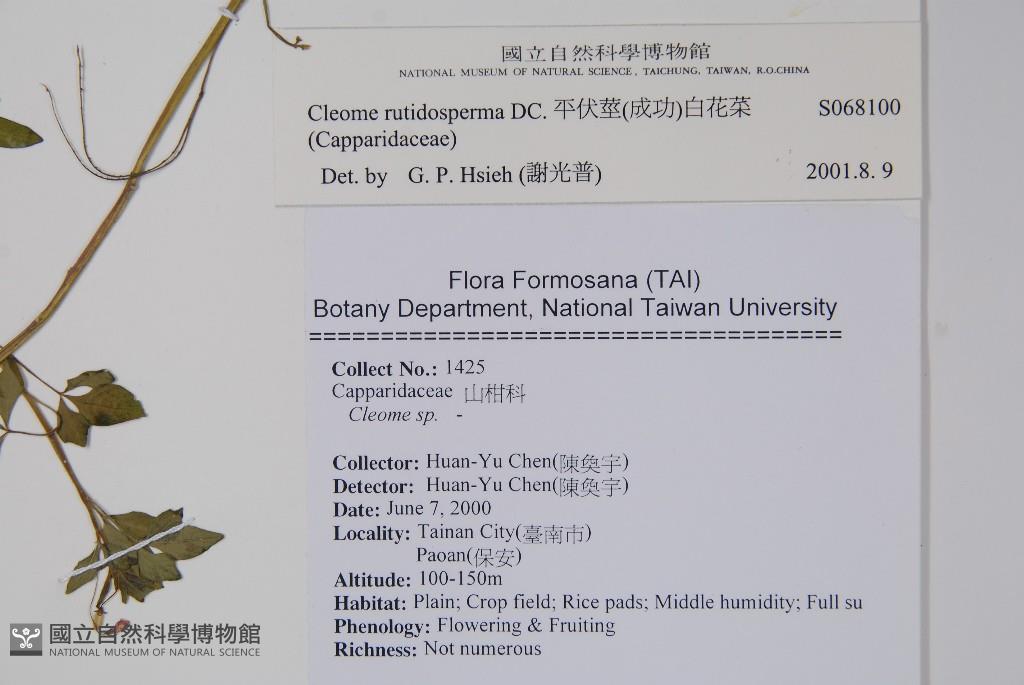 國立自然科學博物館
NATIONAL MUSEUM OF NATURAL SCIENCE, TAICHUNG, TAIWAN, R.O.CHINA
Cleome rutidosperma DC. 平伏莖(成功)白花菜 S068100
(Capparidaceae)
Det. by G. P. Hsieh (謝光普) 2001.8. 9
Flora Formosana (TAI)
Botany Department, National Taiwan University
=====================================
Collect No.: 1425
Capparidaceae 山柑科
Cleome sp. -
Collector: Huan-Yu Chen(陳奐宇)
Detector: Huan-Yu Chen(陳奐宇)
Date: June 7, 2000
Locality: Tainan City(臺南市)
Paoan(保安)
Altitude: 100-150m
Habitat: Plain; Crop field; Rice pads; Middle humidity; Full su
Phenology: Flowering & Fruiting
Richness: Not numerous
國立自然科學博物館
NATIONAL MUSEUM OF NATURAL SCIENCE